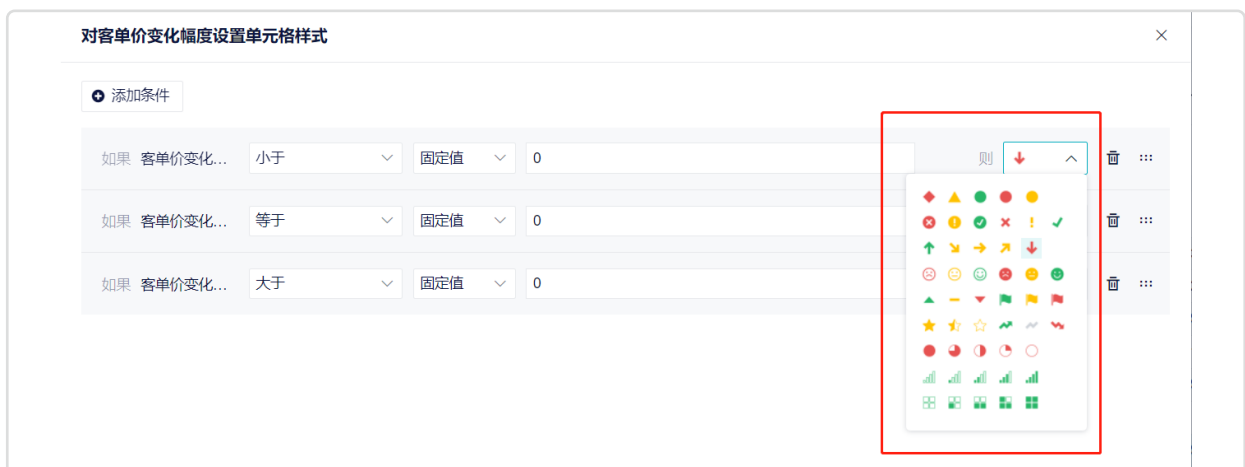 对客单价变化幅度设置单元格样式
添加条件
如果 客单价变化... 小于 固定值 0 则
如果 客单价变化... 等于 固定值 0
如果 客单价变化... 大于 固定值 0